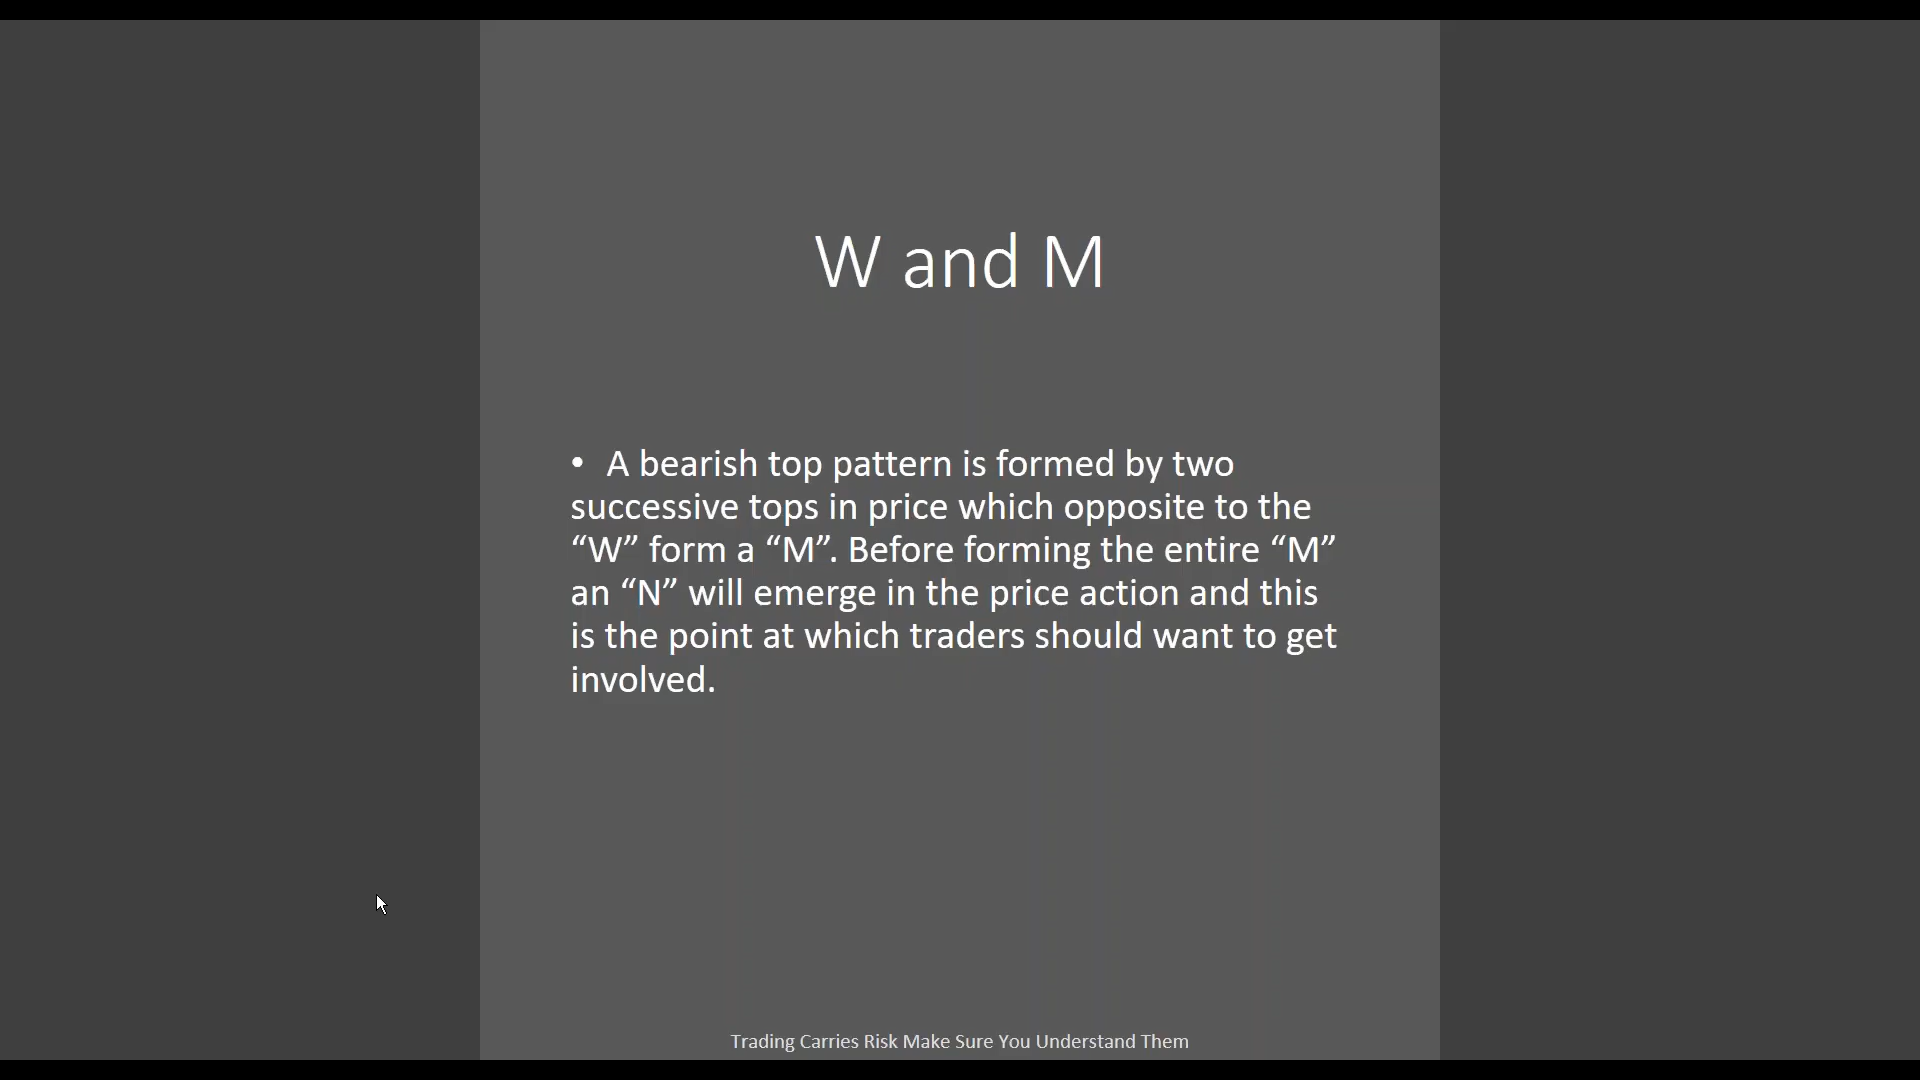 W and M
• A bearish top pattern is formed by two
successive tops in price which opposite to the
“W” form a “M”. Before forming the entire “M”
an “N” will emerge in the price action and this
is the point at which traders should want to get
involved.
Trading Carries Risk Make Sure You Understand Them